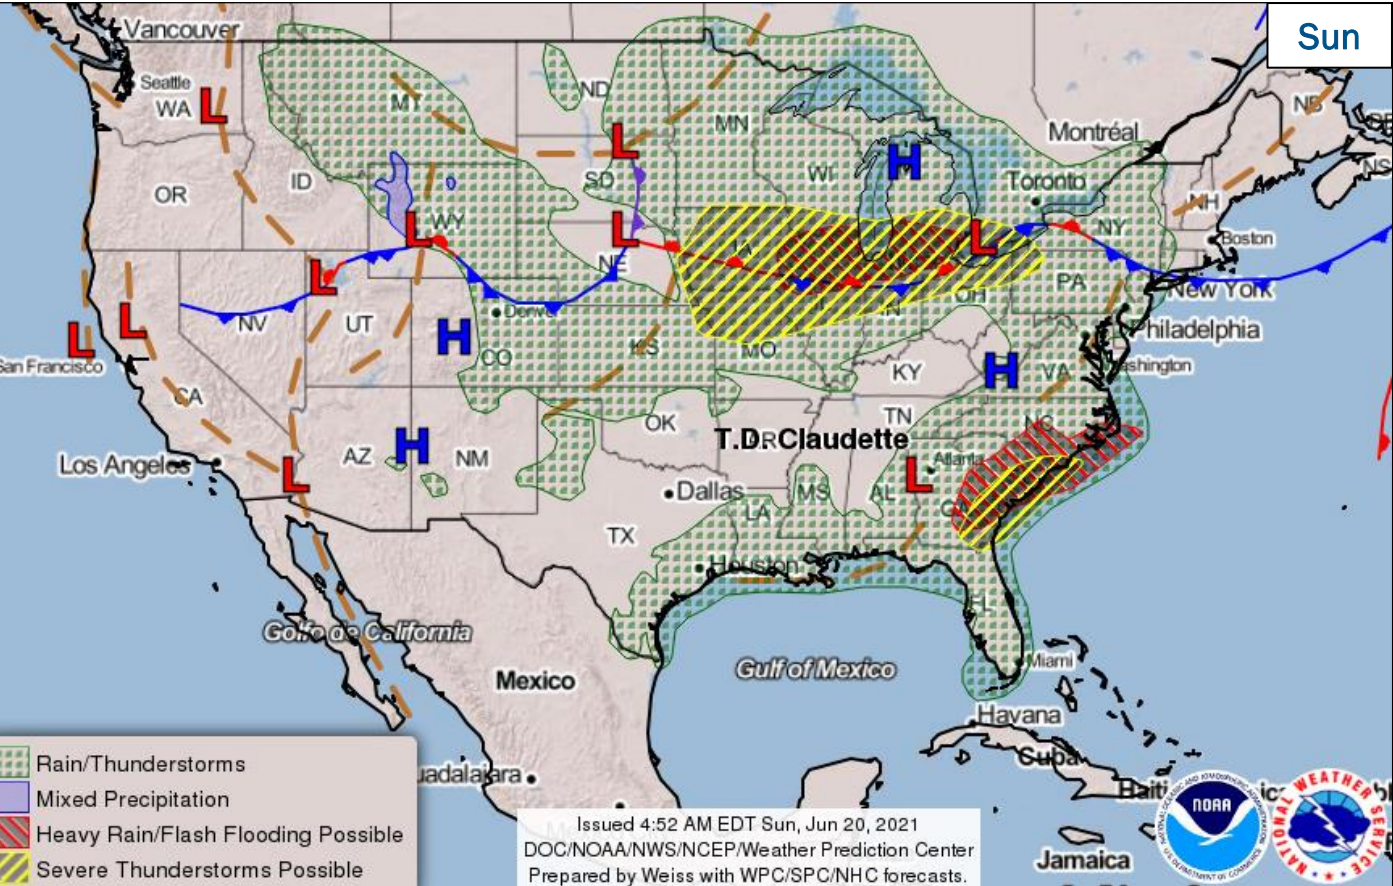 Sun
Vancouver
Seattle
WA
L
MT
ND
MN
NB
Montréal
L
OR
ID
SD
WI
H
Toronto
NS
NH
WY
L
L
IA
L
NY
Boston
NE
L
PA
New York
OH
IN
Denver
NV
UT
H
CO
KS
MO
KY
H
VA
Philadelphia
Washington
L
L
San Francisco
CA
OK
TN
NC
T.D. Claudette
AR
Los Angeles
AZ
H
NM
L
Dallas
MS
AL
L
Atlanta
GA
LA
TX
Houston
FL
Golfo de California
Mexico
Gulf of Mexico
Miami
Havana
Cuba
Haiti
Jamaica
uadalajara
Rain/Thunderstorms
Mixed Precipitation
Heavy Rain/Flash Flooding Possible
Severe Thunderstorms Possible
Issued 4:52 AM EDT Sun, Jun 20, 2021
DOC/NOAA/NWS/NCEP/Weather Prediction Center
Prepared by Weiss with WPC/SPC/NHC forecasts.
NOAA
NATIONAL WEATHER SERVICE